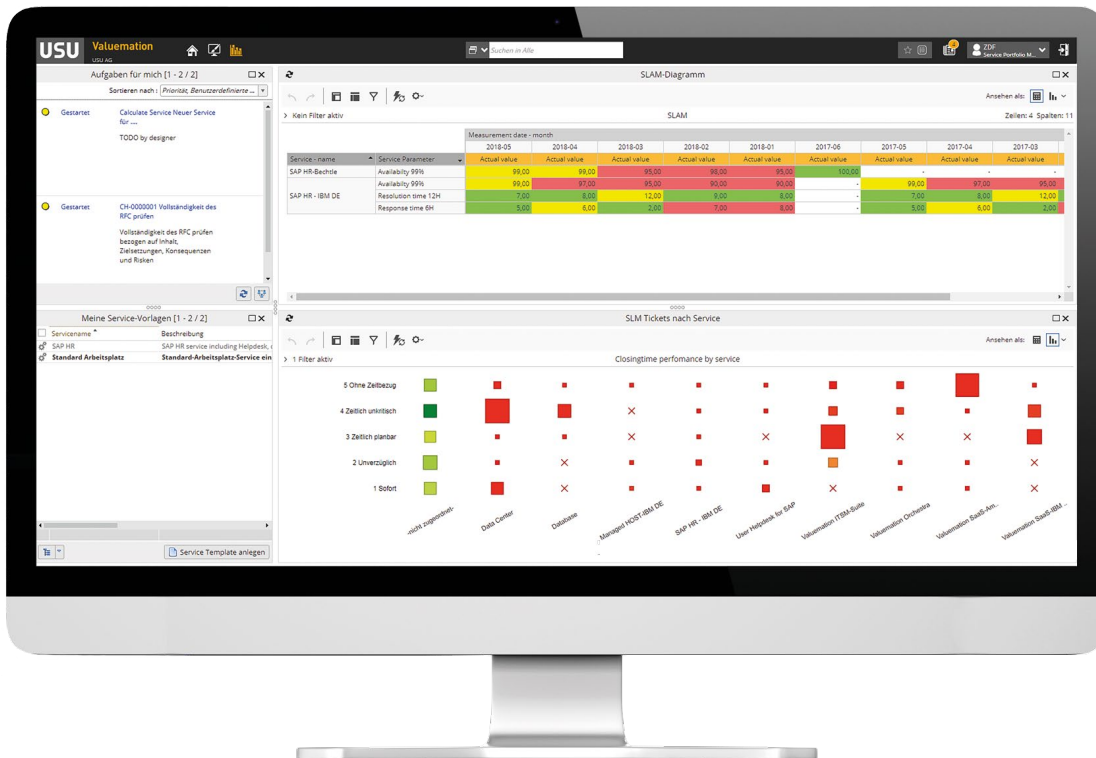 USU Valuemation
USU AG
Suchen in Alle
4
ZDF
Service Portfolio M...
Aufgaben für mich [1 - 2 / 2]
Sortieren nach : Priorität, Benutzerdefinierte ...
Gestartet Calculate Service Neuer Service
für ....
TODO by designer
Gestartet CH-0000001 Vollständigkeit des
RFC prüfen
Vollständigkeit des RFC prüfen
bezogen auf Inhalt,
Zielsetzungen, Konsequenzen
und Risken
SLAM-Diagramm
Ansehen als:
> Kein Filter aktiv SLAM Zeilen: 4 Spalten: 11
Measurement date - month
2018-05 2018-04 2018-03 2018-02 2018-01 2017-06 2017-05 2017-04 2017-03
Service - name Service Parameter Actual value Actual value Actual value Actual value Actual value Actual value Actual value Actual value Actual value
SAP HR-Bechtle Availabilty 99% 99,00 99,00 95,00 98,00 95,00 100,00 - - -
Availabilty 99% 99,00 97,00 95,00 90,00 90,00 - 99,00 97,00 95,00
SAP HR - IBM DE Resolution time 12H 7,00 8,00 12,00 9,00 8,00 - 7,00 8,00 12,00
Response time 6H 5,00 6,00 2,00 7,00 8,00 - 5,00 6,00 2,00
Meine Service-Vorlagen [1 - 2 / 2]
Servicename Beschreibung
SAP HR SAP HR service including Helpdesk,
Standard Arbeitsplatz Standard-Arbeitsplatz-Service ein
Service Template anlegen
SLM Tickets nach Service
Ansehen als:
> 1 Filter aktiv Closingtime perfomance by service
5 Ohne Zeitbezug
4 Zeitlich unkritisch
3 Zeitlich planbar
2 Unverzüglich
1 Sofort
-nicht zugeordnet- Data Center Database Managed HOST-IBM DE SAP HR - IBM DE User Helpdesk for SAP Valuemation ITSM-Suite Valuemation Orchestra Valuemation SaaS-Am.. Valuemation SaaS-IBM ..